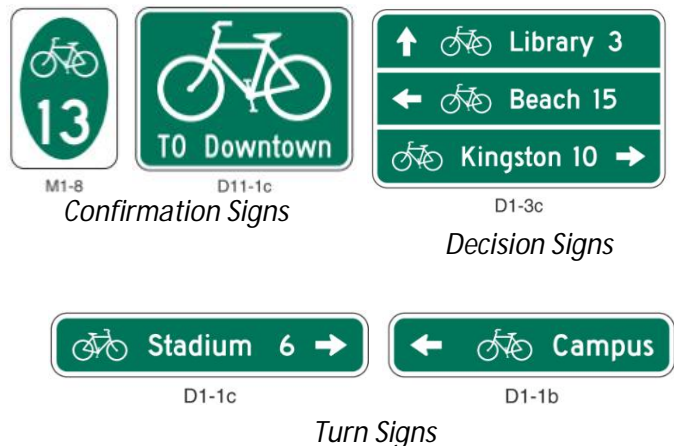 13
TO Downtown
M1-8
D11-1c
Confirmation Signs
Library 3
Beach 15
Kingston 10
D1-3c
Decision Signs
Stadium 6
D1-1c
Campus
D1-1b
Turn Signs